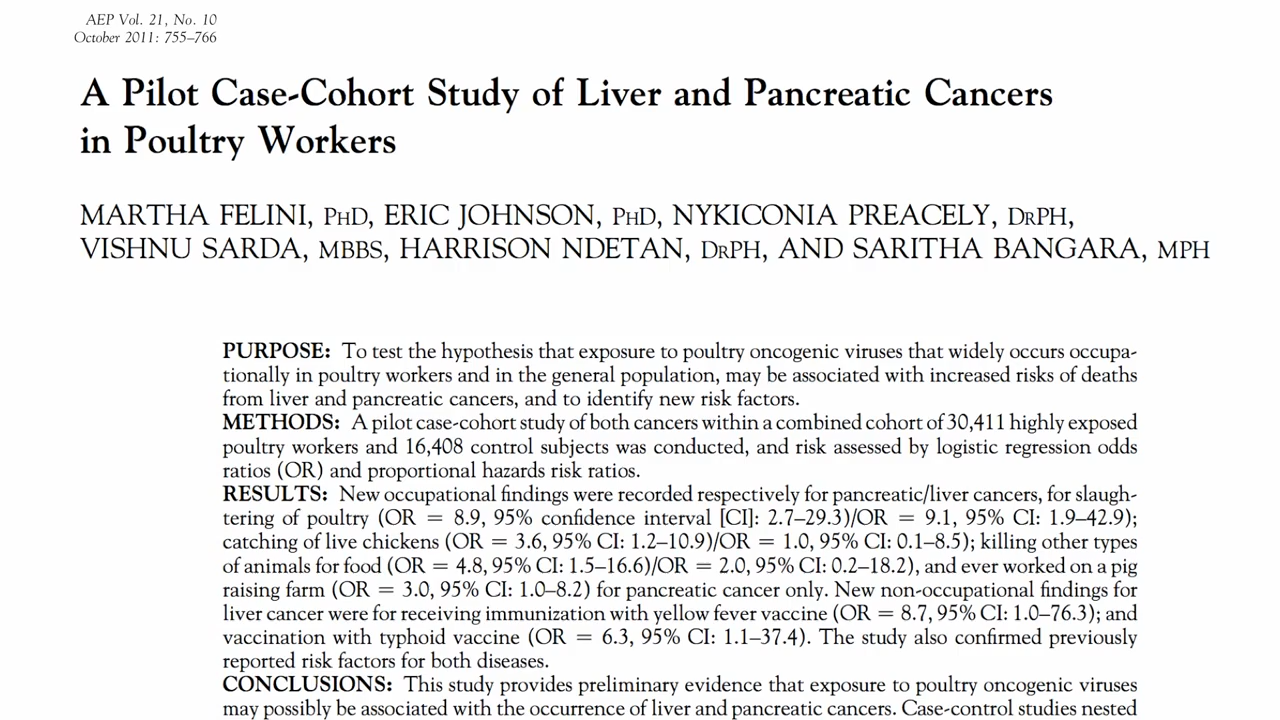 AEP Vol. 21, No. 10
October 2011: 755–766
A Pilot Case-Cohort Study of Liver and Pancreatic Cancers
in Poultry Workers
MARTHA FELINI, PhD, ERIC JOHNSON, PhD, NYKICONIA PREACELY, DrPH,
VISHNU SARDA, MBBS, HARRISON NDETAN, DrPH, AND SARITHA BANGARA, MPH
PURPOSE: To test the hypothesis that exposure to poultry oncogenic viruses that widely occurs occupa-
tionally in poultry workers and in the general population, may be associated with increased risks of deaths
from liver and pancreatic cancers, and to identify new risk factors.
METHODS: A pilot case-cohort study of both cancers within a combined cohort of 30,411 highly exposed
poultry workers and 16,408 control subjects was conducted, and risk assessed by logistic regression odds
ratios (OR) and proportional hazards risk ratios.
RESULTS: New occupational findings were recorded respectively for pancreatic/liver cancers, for slaugh-
tering of poultry (OR = 8.9, 95% confidence interval [CI]: 2.7–29.3)/OR = 9.1, 95% CI: 1.9–42.9);
catching of live chickens (OR = 3.6, 95% CI: 1.2–10.9)/OR = 1.0, 95% CI: 0.1–8.5); killing other types
of animals for food (OR = 4.8, 95% CI: 1.5–16.6)/OR = 2.0, 95% CI: 0.2–18.2), and ever worked on a pig
raising farm (OR = 3.0, 95% CI: 1.0–8.2) for pancreatic cancer only. New non-occupational findings for
liver cancer were for receiving immunization with yellow fever vaccine (OR = 8.7, 95% CI: 1.0–76.3); and
vaccination with typhoid vaccine (OR = 6.3, 95% CI: 1.1–37.4). The study also confirmed previously
reported risk factors for both diseases.
CONCLUSIONS: This study provides preliminary evidence that exposure to poultry oncogenic viruses
may possibly be associated with the occurrence of liver and pancreatic cancers. Case-control studies nested